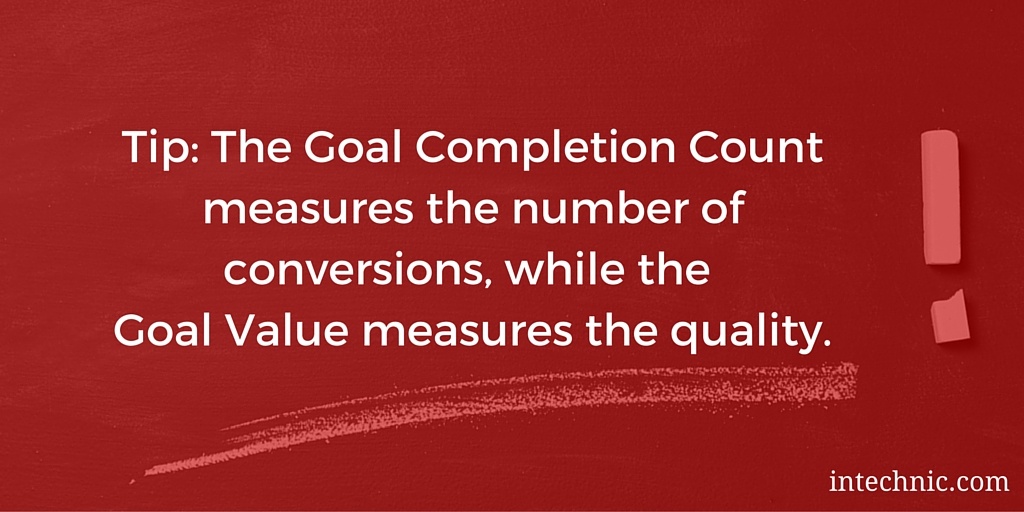 Tip: The Goal Completion Count
measures the number of
conversions, while the
Goal Value measures the quality.
intechnic.com